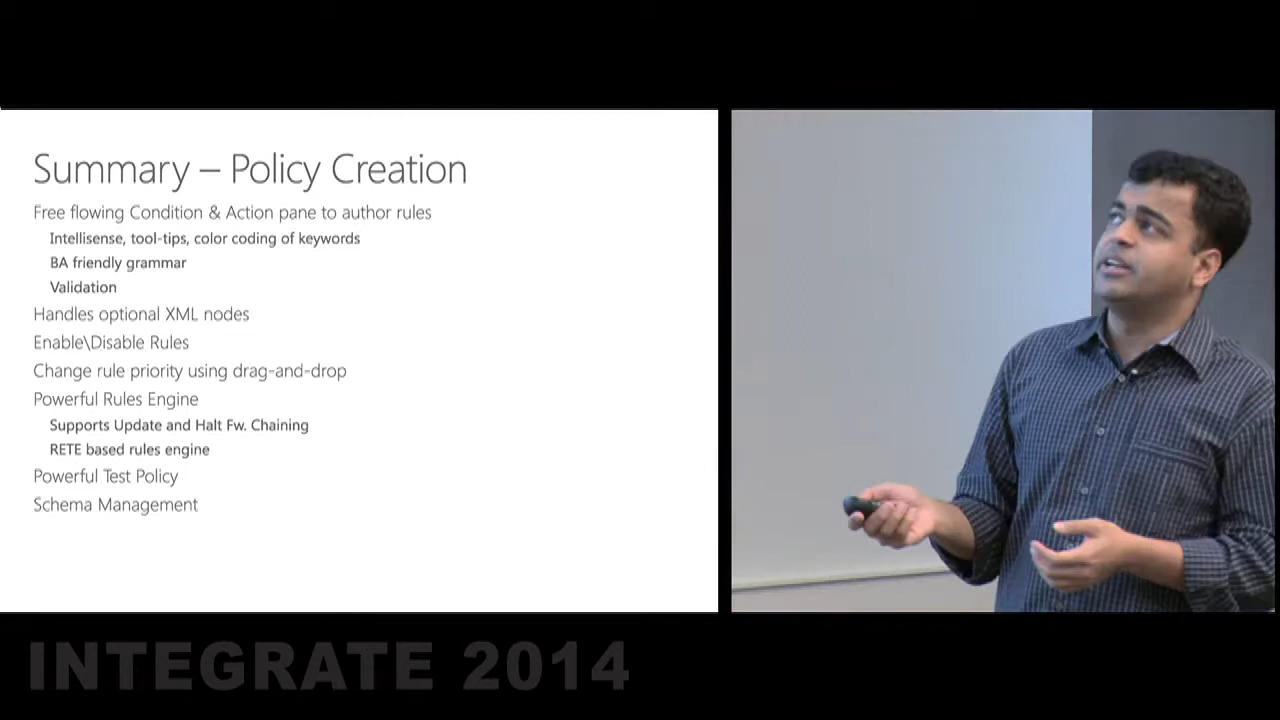 Summary – Policy Creation
Free flowing Condition & Action pane to author rules
Intellisense, tool-tips, color coding of keywords
BA friendly grammar
Validation
Handles optional XML nodes
Enable\Disable Rules
Change rule priority using drag-and-drop
Powerful Rules Engine
Supports Update and Halt Fw. Chaining
RETE based rules engine
Powerful Test Policy
Schema Management
INTEGRATE 2014